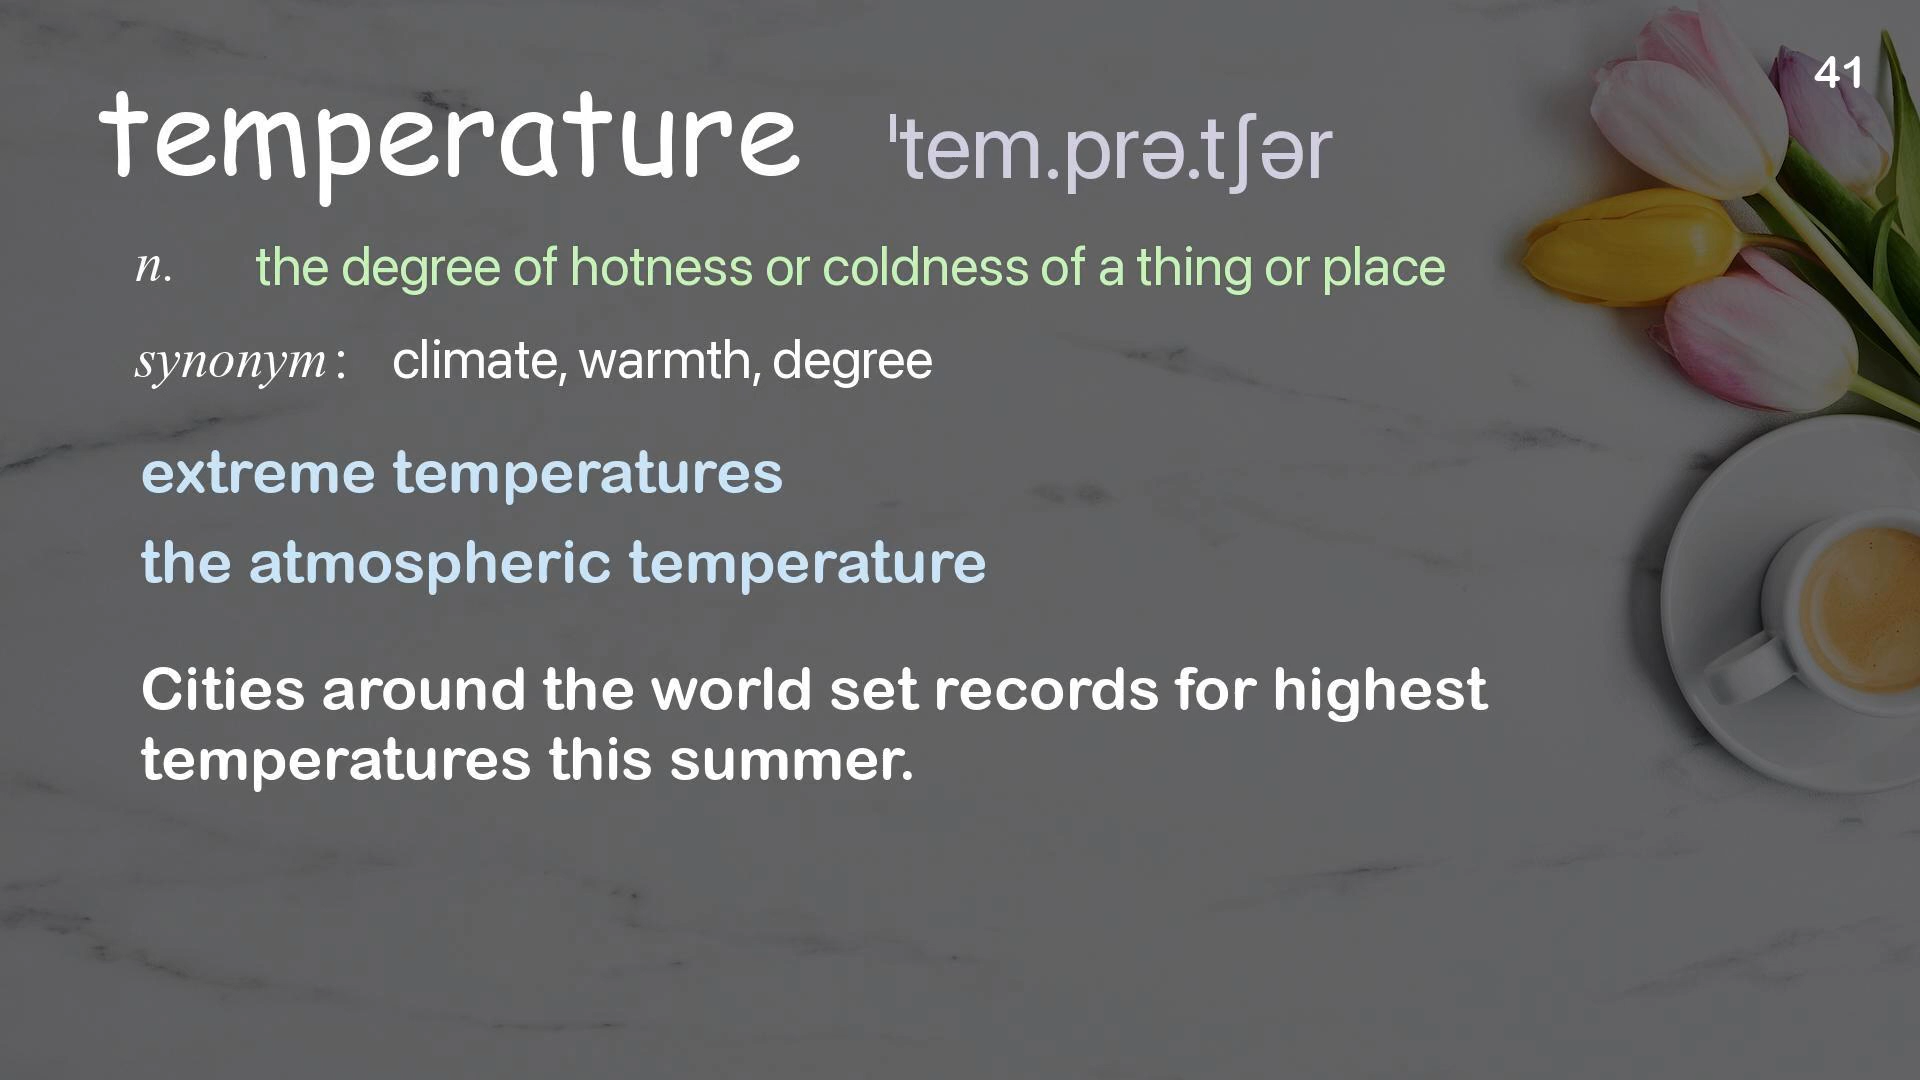 41
temperature ˈtem.prə.tʃər
n. the degree of hotness or coldness of a thing or place
synonym: climate, warmth, degree
extreme temperatures
the atmospheric temperature
Cities around the world set records for highest
temperatures this summer.